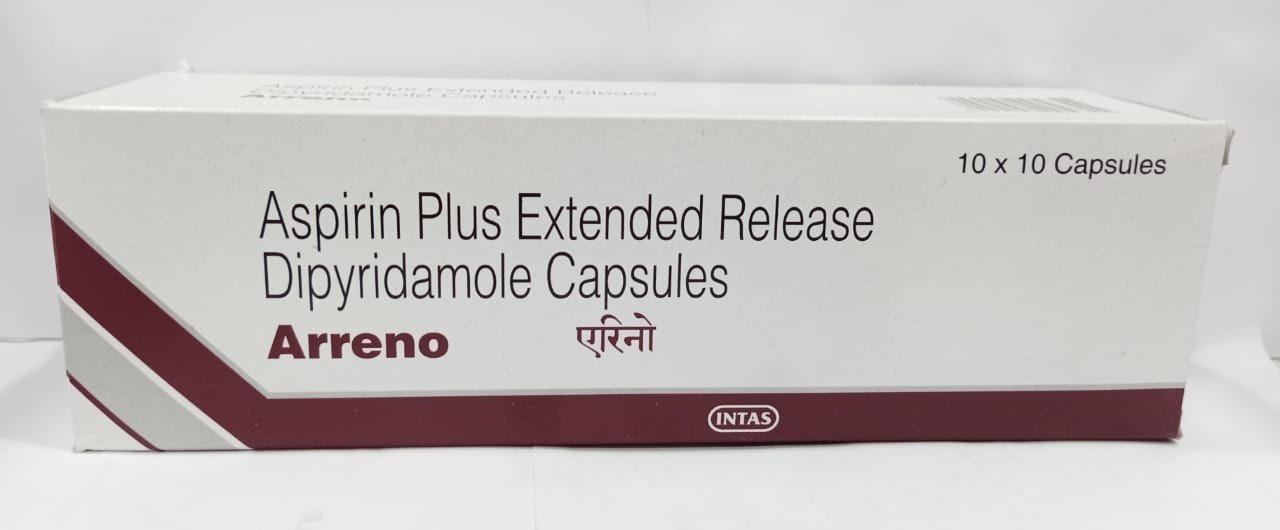 Aspirin Plus Extended Release
Dipyridamole Capsules
Arreno
10 x 10 Capsules
Aspirin Plus Extended Release
Dipyridamole Capsules
Arreno एरिनो
INTAS